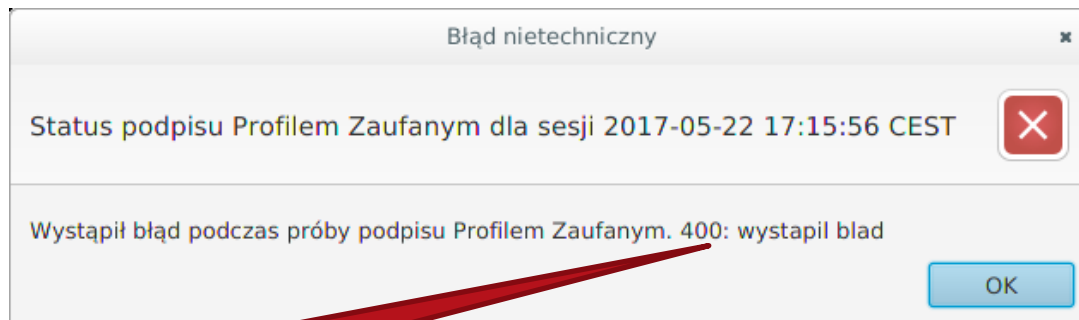 Błąd nietechniczny
Status podpisu Profilem Zaufanym dla sesji 2017-05-22 17:15:56 CEST
Wystąpił błąd podczas próby podpisu Profilem Zaufanym. 400: wystapil blad
OK